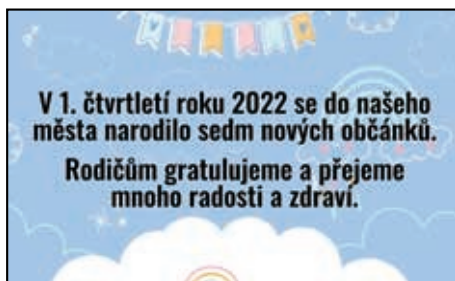 V 1. čtvrtletí roku 2022 se do našeho
města narodilo sedm nových občánků.
Rodičům gratulujeme a přejeme
mnoho radosti a zdraví.